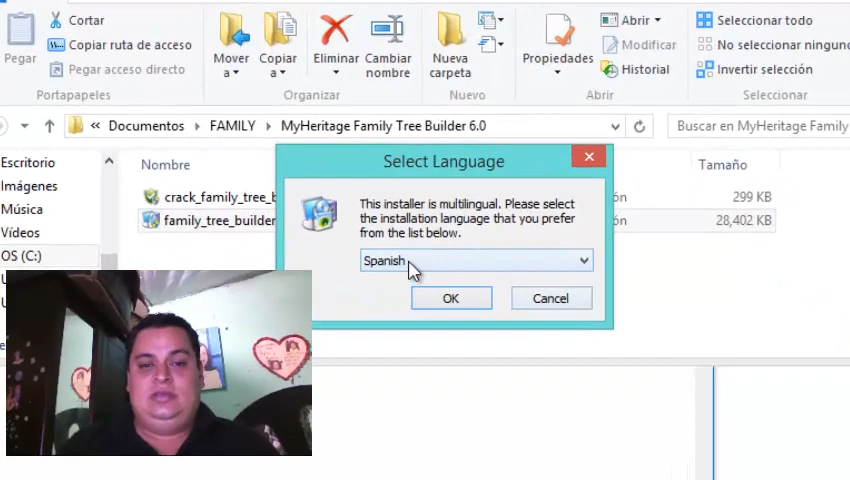 Cortar
Copiar ruta de acceso
Pegar acceso directo
Pegar
Portapapeles
Mover a
Copiar a
Eliminar
Cambiar nombre
Organizar
Nueva carpeta
Nuevo
Propiedades
Abrir
Modificar
Historial
Abrir
Seleccionar todo
No seleccionar ninguno
Invertir selección
Seleccionar
« Documentos FAMILY MyHeritage Family Tree Builder 6.0
Buscar en MyHeritage Family
Escritorio
Imágenes
Música
Vídeos
OS (C:)
Nombre
Tamaño
crack_family_tree_b
299 KB
family_tree_builder
28,402 KB
Select Language
This installer is multilingual. Please select
the installation language that you prefer
from the list below.
Spanish
OK
Cancel